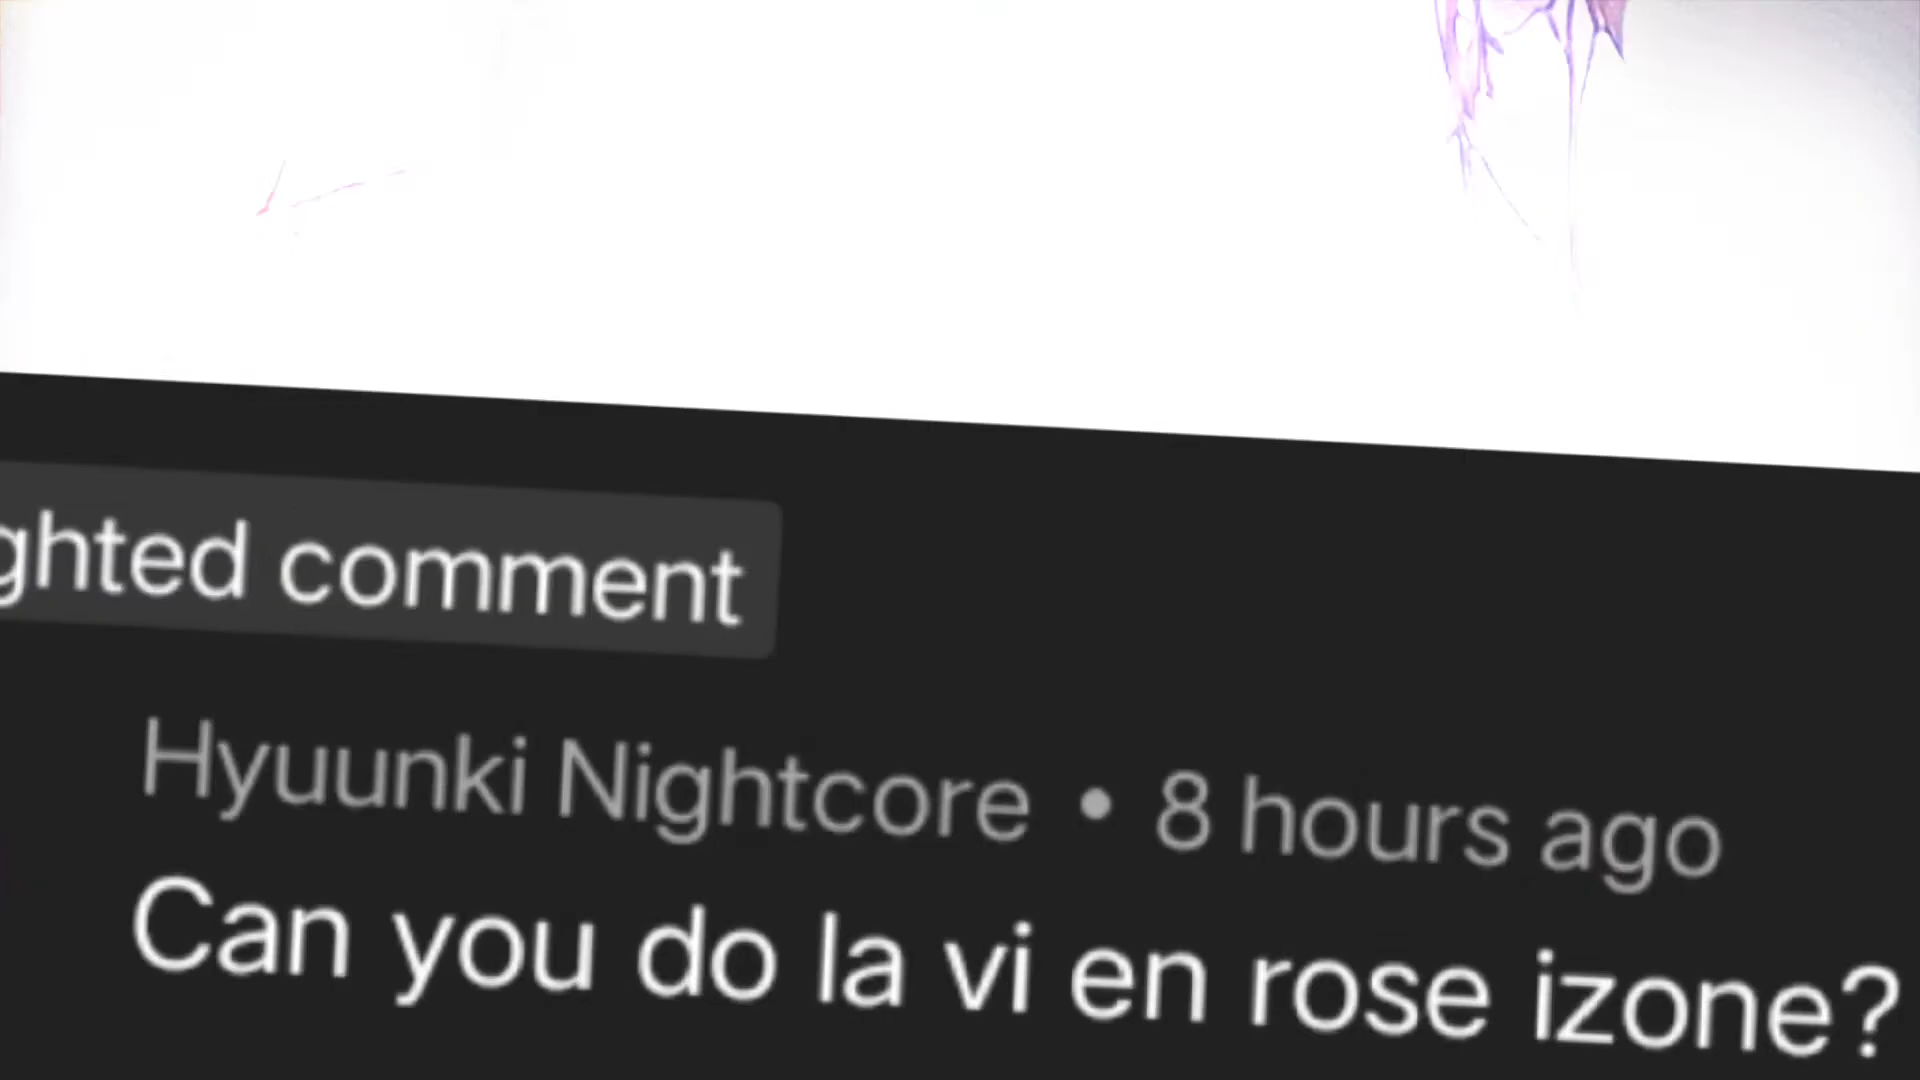 ghted comment
Hyuunki Nightcore • 8 hours ago
Can you do la vi en rose izone?